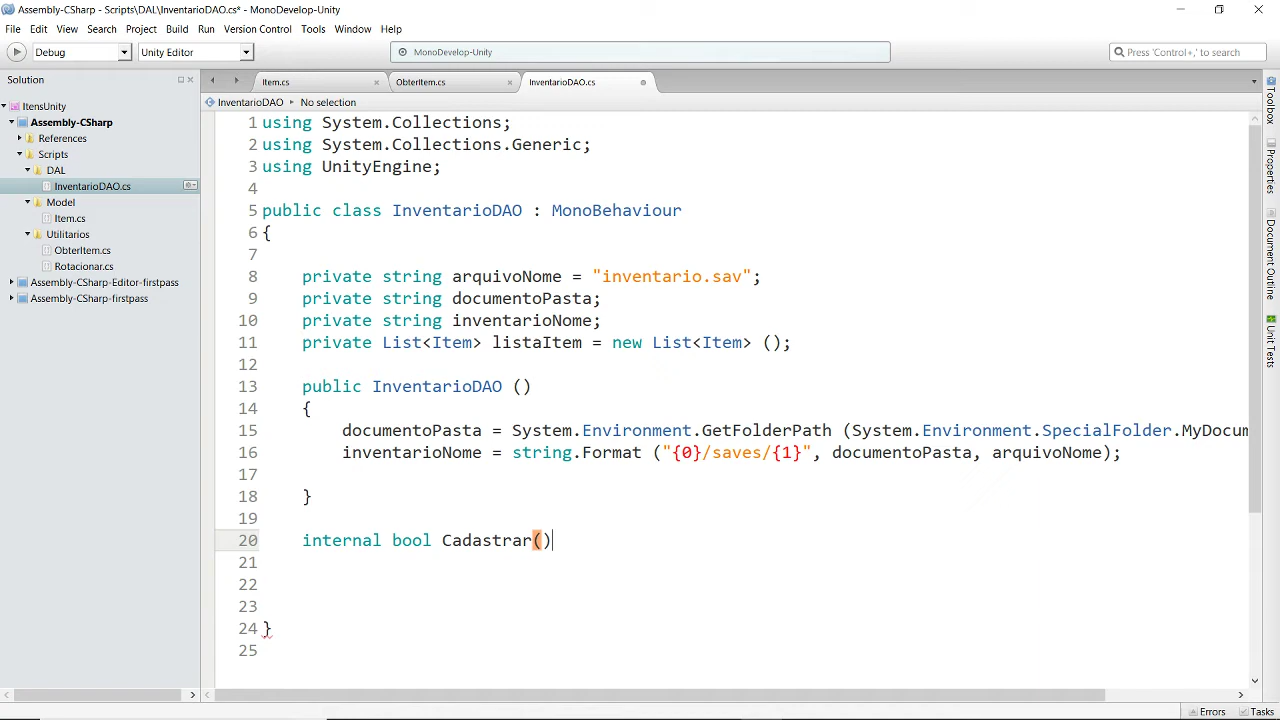 Assembly-CSharp - Scripts\DAL\InventarioDAO.cs* - MonoDevelop-Unity
File Edit View Search Project Build Run Version Control Tools Window Help
Debug Unity Editor MonoDevelop-Unity Press 'Control+,' to search
Solution
Item.cs ObterItem.cs InventarioDAO.cs
InventarioDAO No selection
ItensUnity
Assembly-CSharp
References
Scripts
DAL
InventarioDAO.cs
Model
Item.cs
Utilitarios
ObterItem.cs
Rotacionar.cs
Assembly-CSharp-Editor-firstpass
Assembly-CSharp-firstpass
1 using System.Collections;
2 using System.Collections.Generic;
3 using UnityEngine;
4
5 public class InventarioDAO : MonoBehaviour
6 {
7
8 private string arquivoNome = "inventario.sav";
9 private string documentoPasta;
10 private string inventarioNome;
11 private List<Item> listaItem = new List<Item> ();
12
13 public InventarioDAO ()
14 {
15 documentoPasta = System.Environment.GetFolderPath (System.Environment.SpecialFolder.MyDocum
16 inventarioNome = string.Format ("{0}/saves/{1}", documentoPasta, arquivoNome);
17
18 }
19
20 internal bool Cadastrar()
21
22
23
24 }
25
Toolbox
Properties
Document Outline
Unit Tests
Errors Tasks